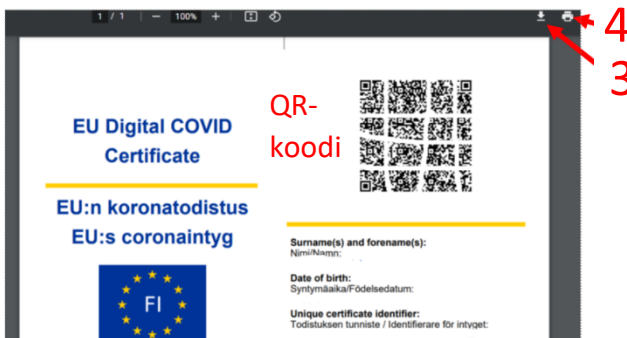 1 / 1 — 100% +
4
3
QR-
koodi
EU Digital COVID
Certificate
EU:n koronatodistus
EU:s coronaintyg
FI
Surname(s) and forename(s):
Nimi/Namn:
Date of birth:
Syntymäaika/Födelsedatum:
Unique certificate identifier:
Todistuksen tunniste / Identifierare för intyget: